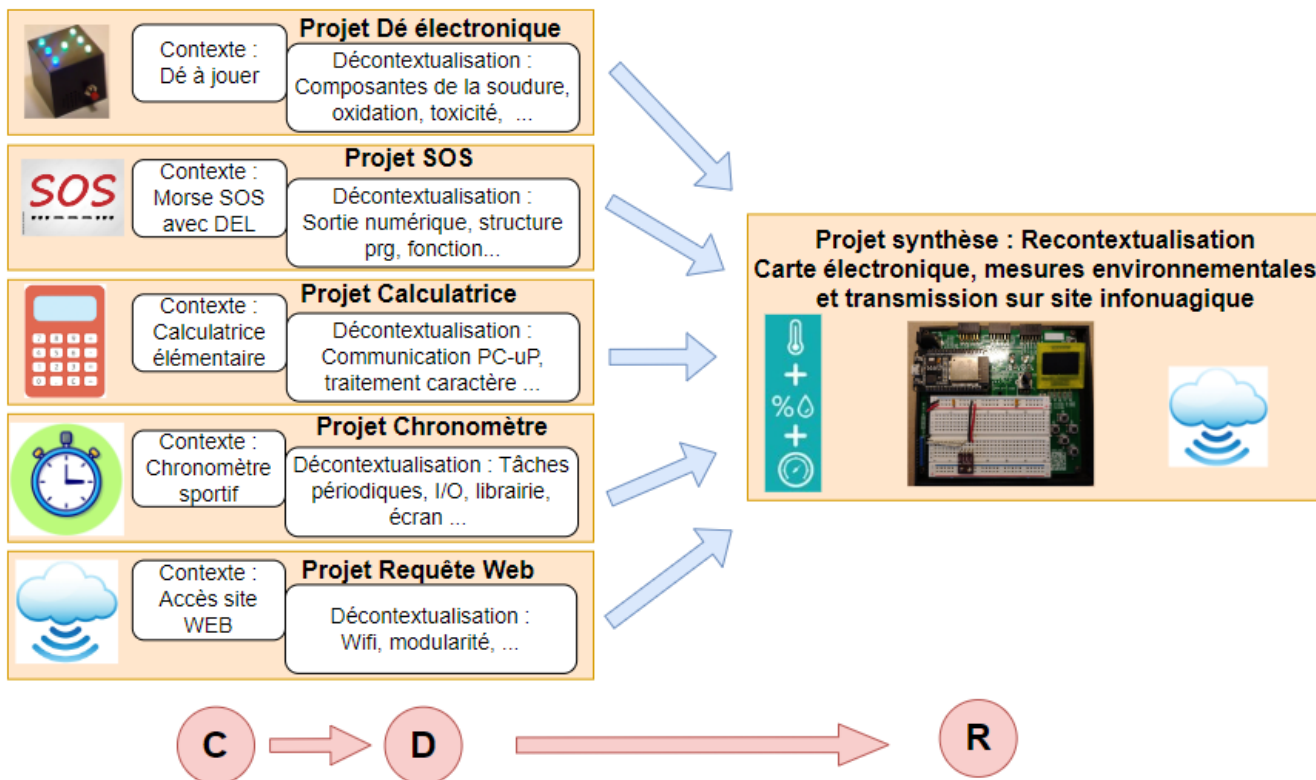 Projet Dé électronique
Contexte :
Dé à jouer
Décontextualisation :
Composantes de la soudure,
oxidation, toxicité, ...
Projet SOS
SOS
Contexte :
Morse SOS
avec DEL
Décontextualisation :
Sortie numérique, structure
prg, fonction...
Projet Calculatrice
Contexte :
Calculatrice
élémentaire
Décontextualisation :
Communication PC-uP,
traitement caractère ...
Projet Chronomètre
Contexte :
Chronomètre
sportif
Décontextualisation : Tâches
périodiques, I/O, librairie,
écran ...
Projet Requête Web
Contexte :
Accès site
WEB
Décontextualisation :
Wifi, modularité, ...
Projet synthèse : Recontextualisation
Carte électronique, mesures environnementales
et transmission sur site infonuagique
+
%
+
C
D
R